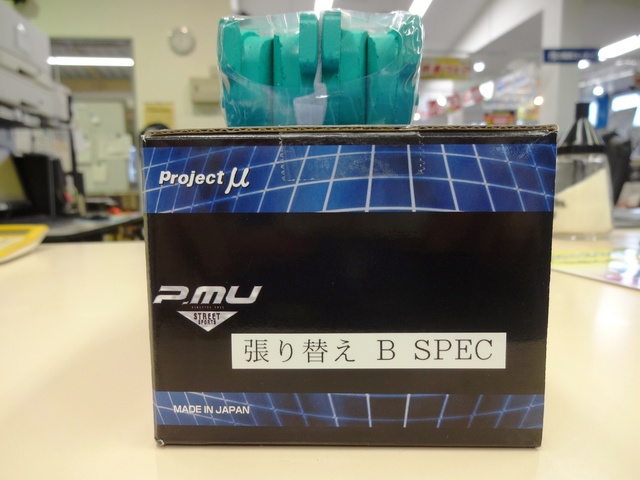 Project μ
P.MU
STREET
SPORTS
張り替え B SPEC
MADE IN JAPAN